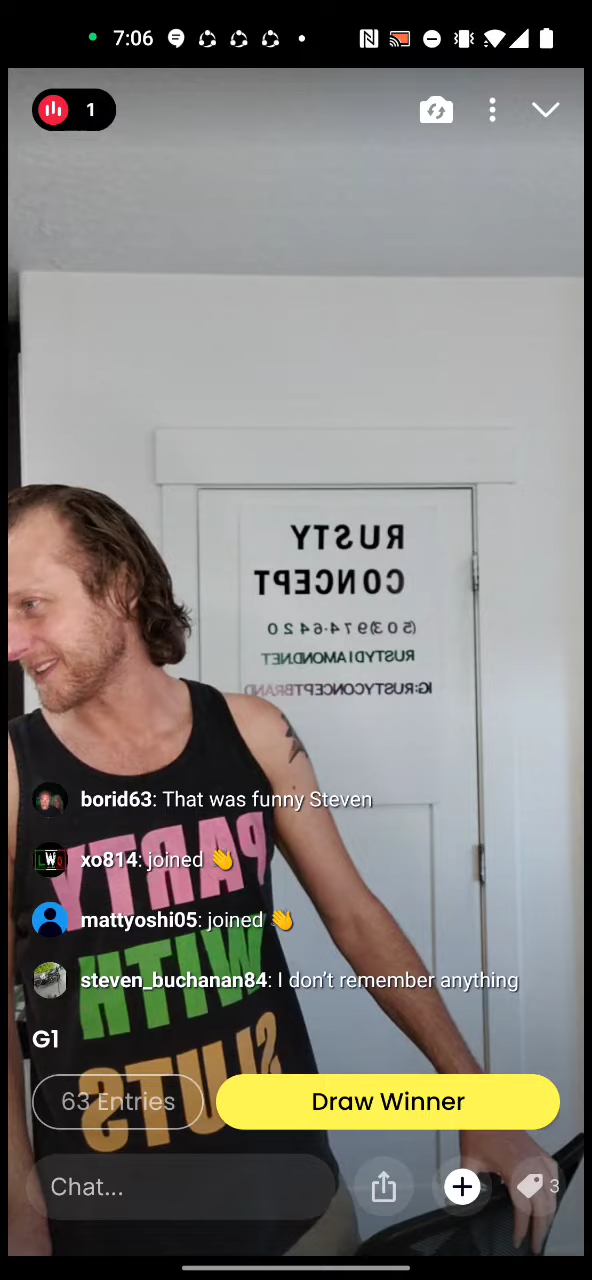 7:06
1
RUSTY
CONCEPT
(503)974-6420
RUSTYDIAMOND.NET
IG:RUSTYCONCEPTBRAND
borid63: That was funny Steven
LWO
xo814: joined 👋
mattyoshi05: joined 👋
steven_buchanan84: I don't remember anything
PARTY
WITH
SLUTS
G1
63 Entries
Draw Winner
Chat...
3